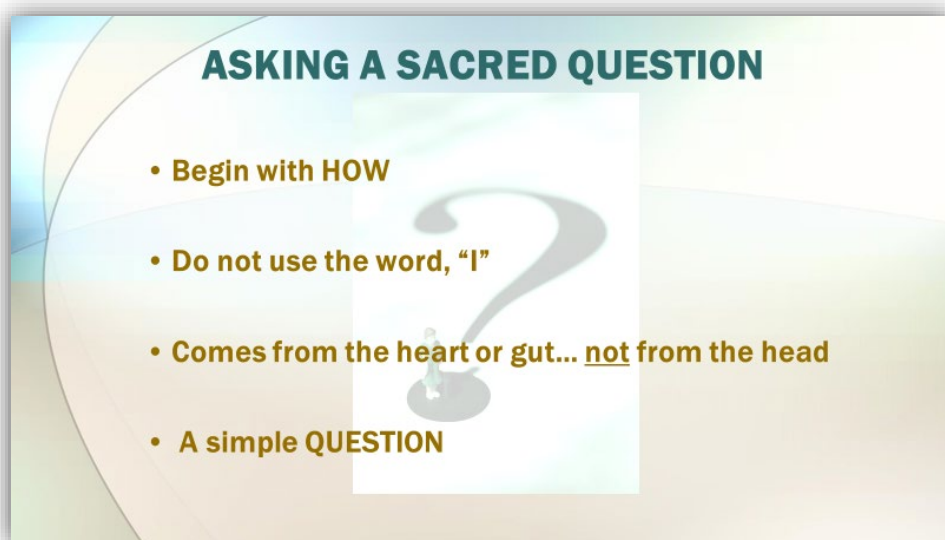 ASKING A SACRED QUESTION
• Begin with HOW
• Do not use the word, “I”
• Comes from the heart or gut... not from the head
• A simple QUESTION